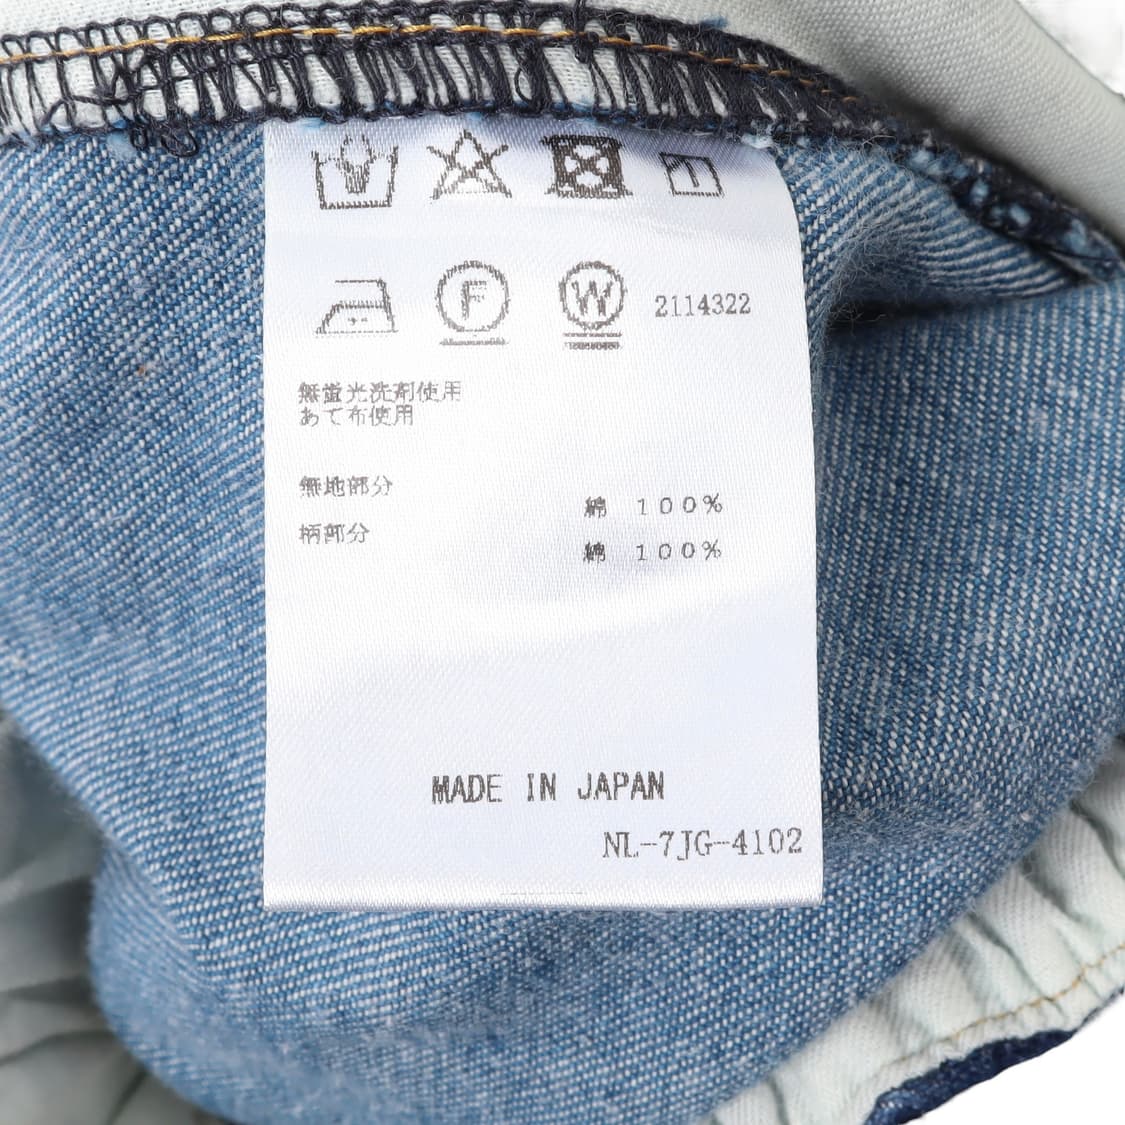 F W 2114322
無蛍光洗剤使用
あて布使用
無地部分
綿 100%
柄部分
綿 100%
MADE IN JAPAN
NL-7JG-4102